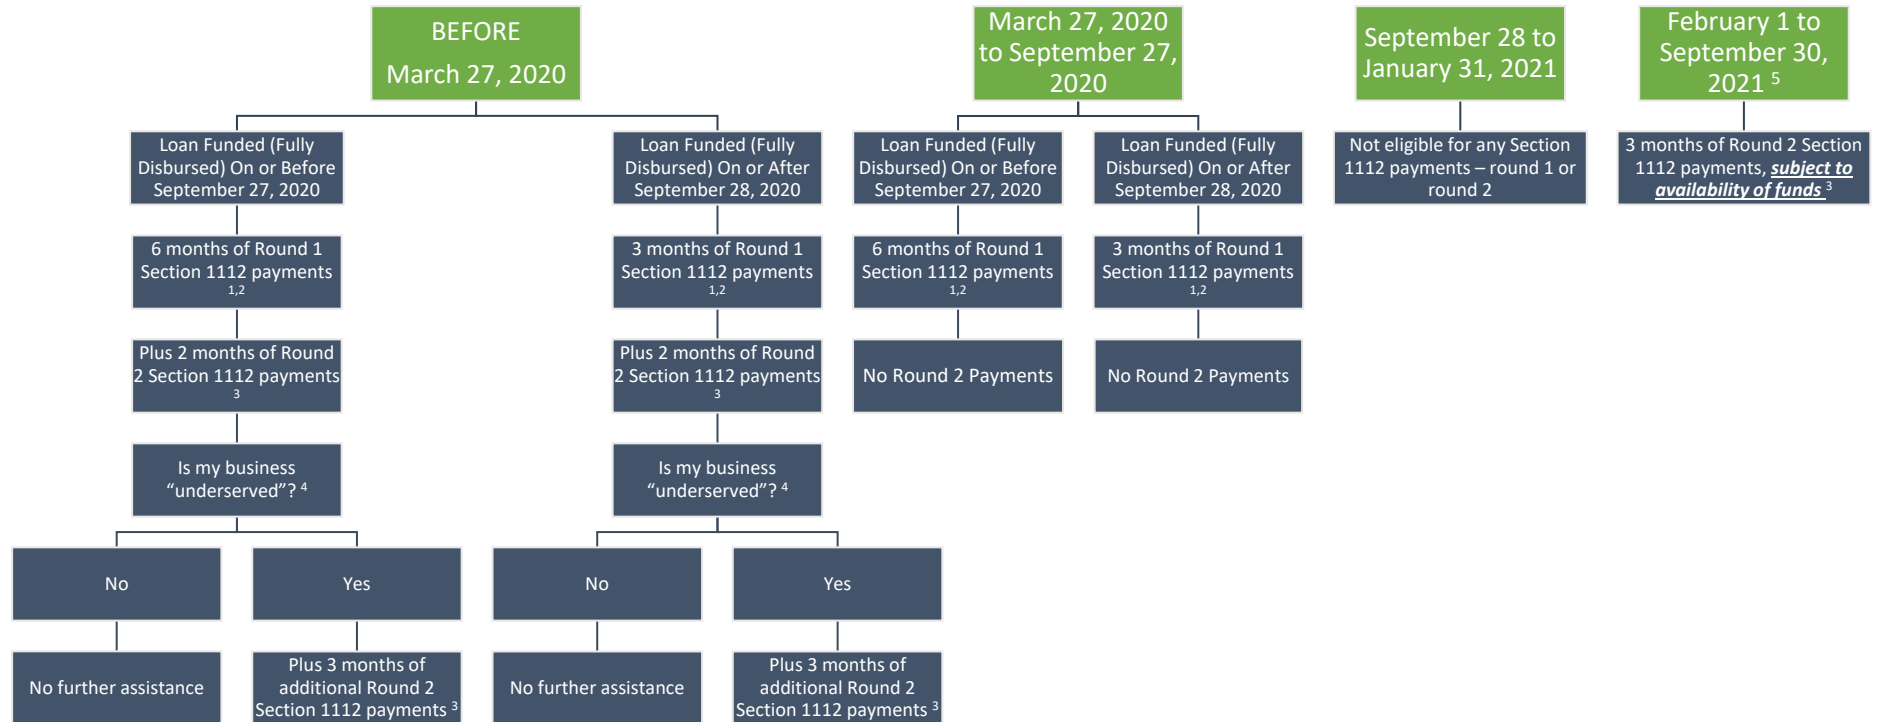 BEFORE
March 27, 2020
March 27, 2020
to September 27,
2020
September 28 to
January 31, 2021
February 1 to
September 30,
2021 5
Loan Funded (Fully
Disbursed) On or Before
September 27, 2020
Loan Funded (Fully
Disbursed) On or After
September 28, 2020
Loan Funded (Fully
Disbursed) On or Before
September 27, 2020
Loan Funded (Fully
Disbursed) On or After
September 28, 2020
Not eligible for any Section
1112 payments – round 1 or
round 2
3 months of Round 2 Section
1112 payments, subject to
availability of funds 3
6 months of Round 1
Section 1112 payments
1,2
3 months of Round 1
Section 1112 payments
1,2
6 months of Round 1
Section 1112 payments
1,2
3 months of Round 1
Section 1112 payments
1,2
Plus 2 months of Round
2 Section 1112 payments
3
Plus 2 months of Round
2 Section 1112 payments
3
No Round 2 Payments
No Round 2 Payments
Is my business
“underserved”? 4
Is my business
“underserved”? 4
No
Yes
No
Yes
No further assistance
Plus 3 months of
additional Round 2
Section 1112 payments 3
No further assistance
Plus 3 months of
additional Round 2
Section 1112 payments 3